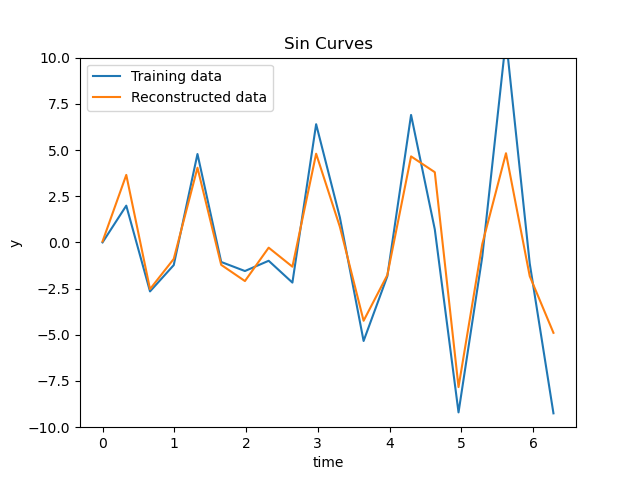 Sin Curves
Training data
Reconstructed data
10.0
7.5
5.0
2.5
0.0
−2.5
−5.0
−7.5
−10.0
y
0 1 2 3 4 5 6
time